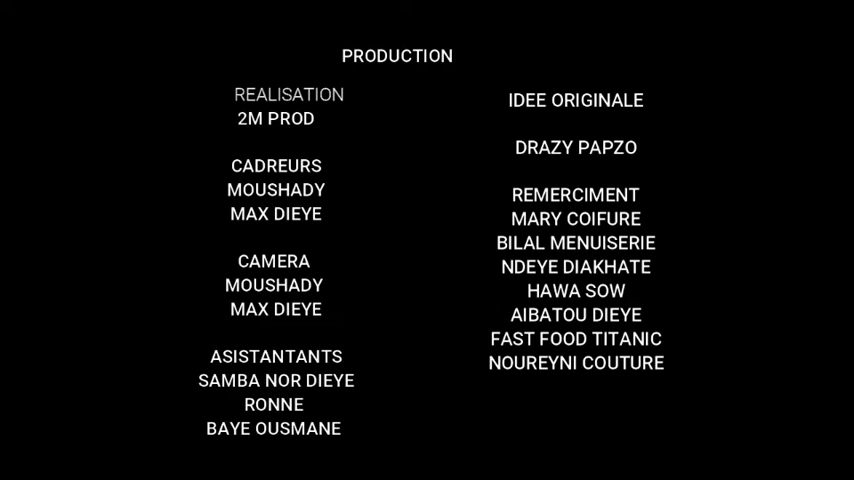 PRODUCTION
REALISATION
2M PROD
CADREURS
MOUSHADY
MAX DIEYE
CAMERA
MOUSHADY
MAX DIEYE
ASISTANTANTS
SAMBA NOR DIEYE
RONNE
BAYE OUSMANE
IDEE ORIGINALE
DRAZY PAPZO
REMERCIMENT
MARY COIFURE
BILAL MENUISERIE
NDEYE DIAKHATE
HAWA SOW
AIBATOU DIEYE
FAST FOOD TITANIC
NOUREYNI COUTURE